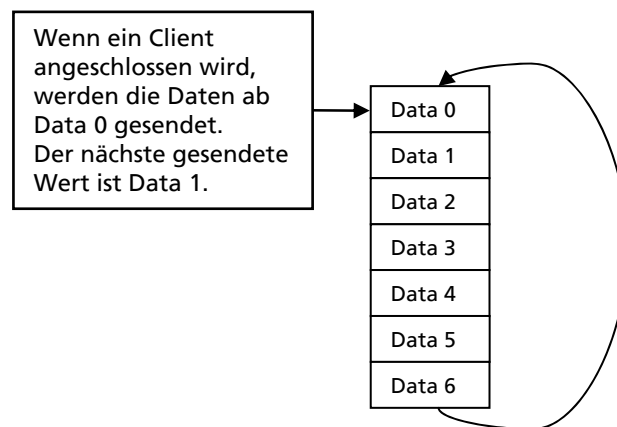 Wenn ein Client
angeschlossen wird,
werden die Daten ab
Data 0 gesendet.
Der nächste gesendete
Wert ist Data 1.
Data 0
Data 1
Data 2
Data 3
Data 4
Data 5
Data 6